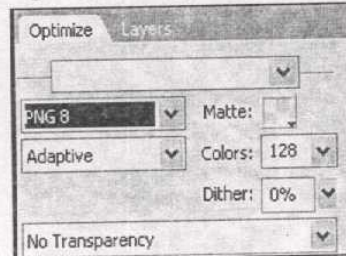 Optimize Layers
PNG 8 Matte:
Adaptive Colors: 128
Dither: 0%
No Transparency